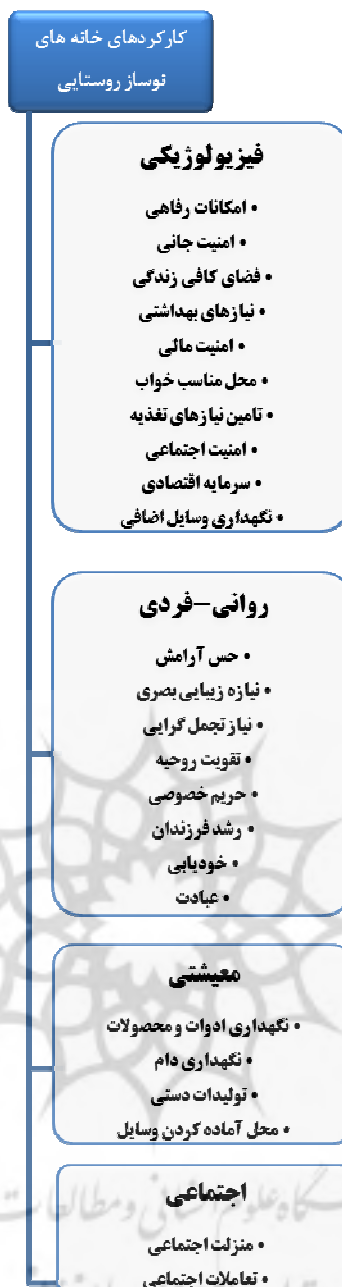 کارکردهای خانه های
نوساز روستایی
فیزیولوژیکی
• امکانات رفاهی
• امنیت جانی
• فضای کافی زندگی
• نیازهای بهداشتی
• امنیت مالی
• محل مناسب خواب
• تامین نیازهای تغذیه
• امنیت اجتماعی
• سرمایه اقتصادی
• نگهداری وسایل اضافی
روانی-فردی
• حس آرامش
• نیازه زیبایی بصری
• نیاز تجمل گرایی
• تقویت روحیه
• حریم خصوصی
• رشد فرزندان
• خودیابی
• عبادت
معیشتی
• نگهداری ادوات و محصولات
• نگهداری دام
• تولیدات دستی
• محل آماده کردن وسایل
اجتماعی
• منزلت اجتماعی
• تعاملات اجتماعی